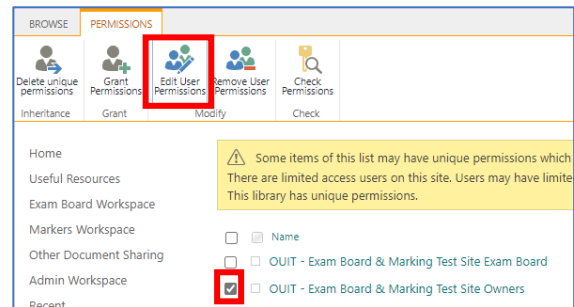 BROWSE PERMISSIONS
Delete unique permissions
Grant Permissions
Edit User Permissions
Remove User Permissions
Check Permissions
Inheritance Grant Modify Check
Home
Useful Resources
Exam Board Workspace
Markers Workspace
Other Document Sharing
Admin Workspace
Recent
Some items of this list may have unique permissions which
There are limited access users on this site. Users may have limite
This library has unique permissions.
Name
OUIT - Exam Board & Marking Test Site Exam Board
OUIT - Exam Board & Marking Test Site Owners